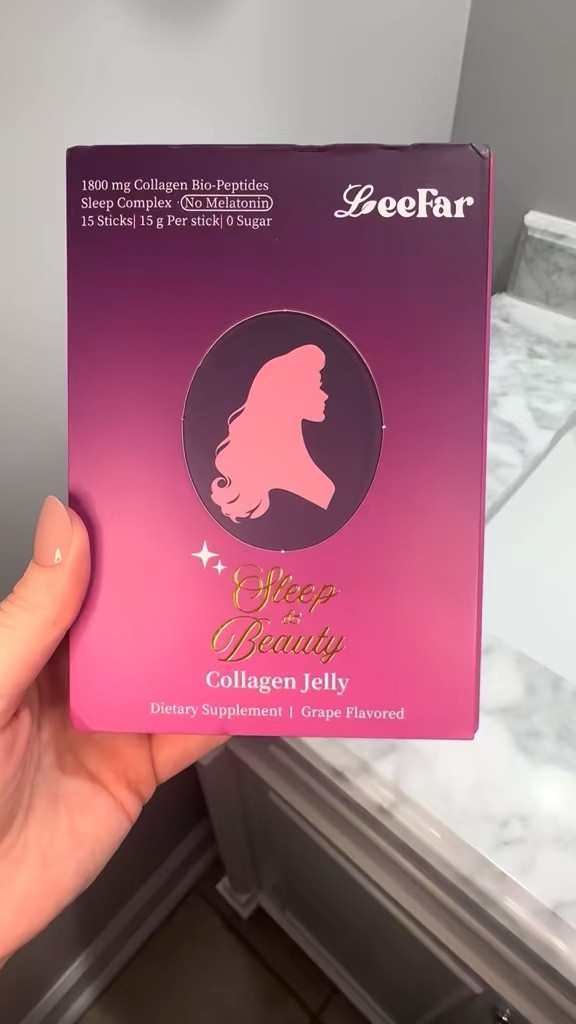 1800 mg Collagen Bio-Peptides
Sleep Complex · No Melatonin
15 Sticks| 15 g Per stick| 0 Sugar
LeeFar
Sleep
&
Beauty
Collagen Jelly
Dietary Supplement | Grape Flavored